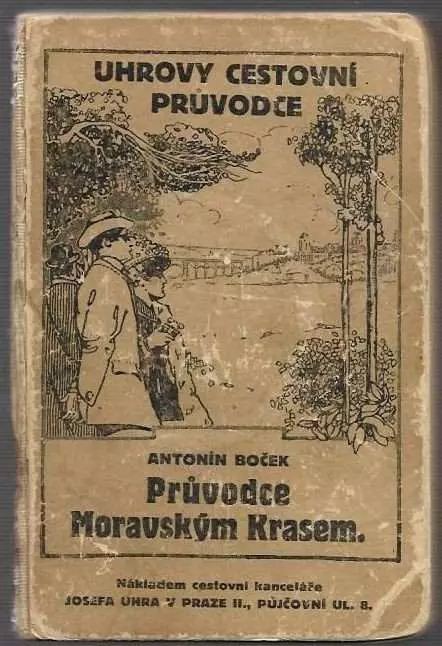 UHROVY CESTOVNÍ
PRŮVODCE
ANTONÍN BOČEK
Průvodce
Moravským Krasem.
Nákladem cestovní kanceláře
JOSEFA UHRA V PRAZE II., PŮJČOVNÍ UL. 8.